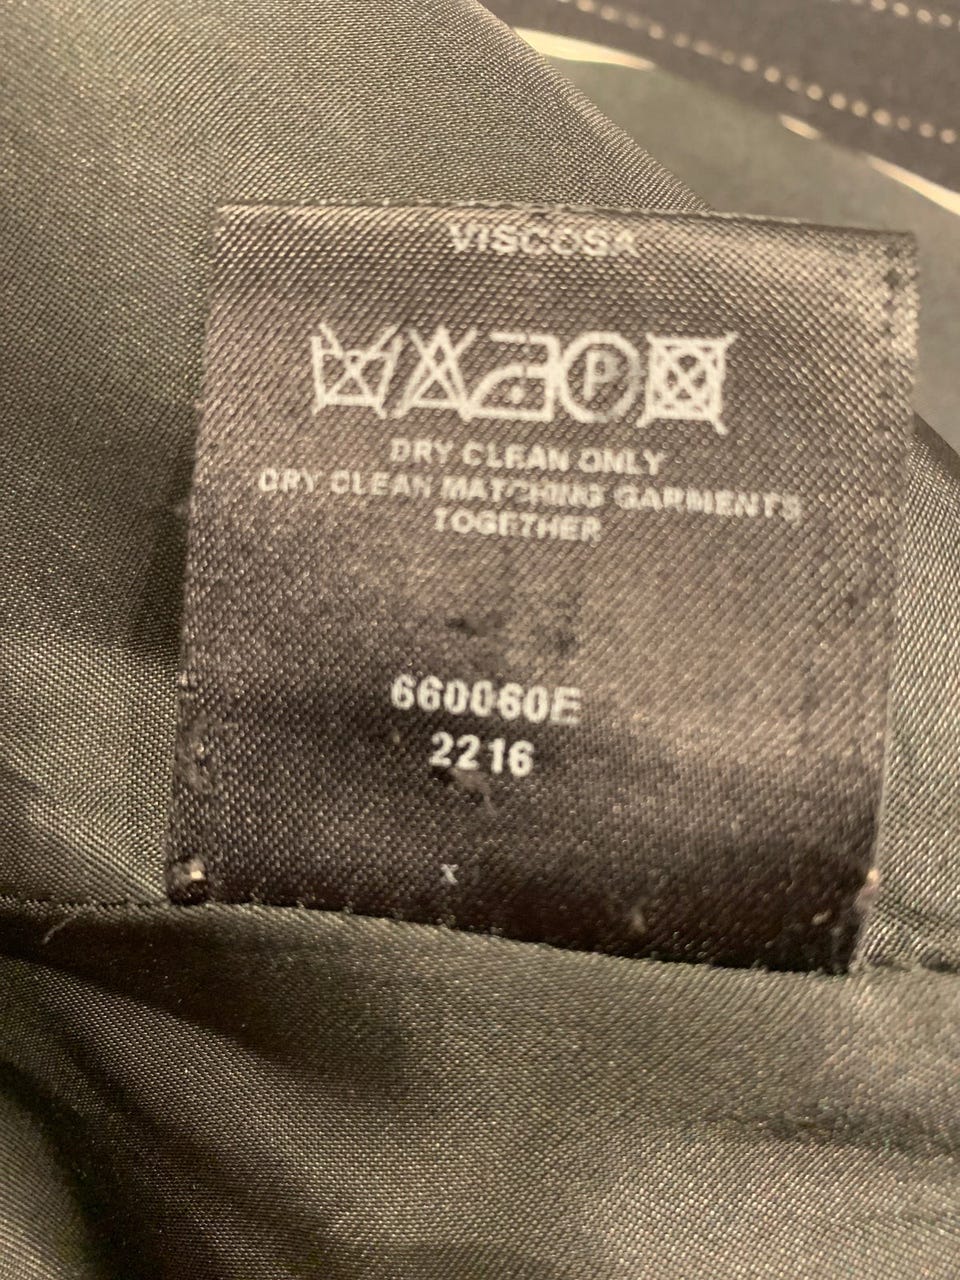 VISCOSA
P
DRY CLEAN ONLY
DRY CLEAN MATCHING GARMENTS
TOGETHER
660060E
2216
x